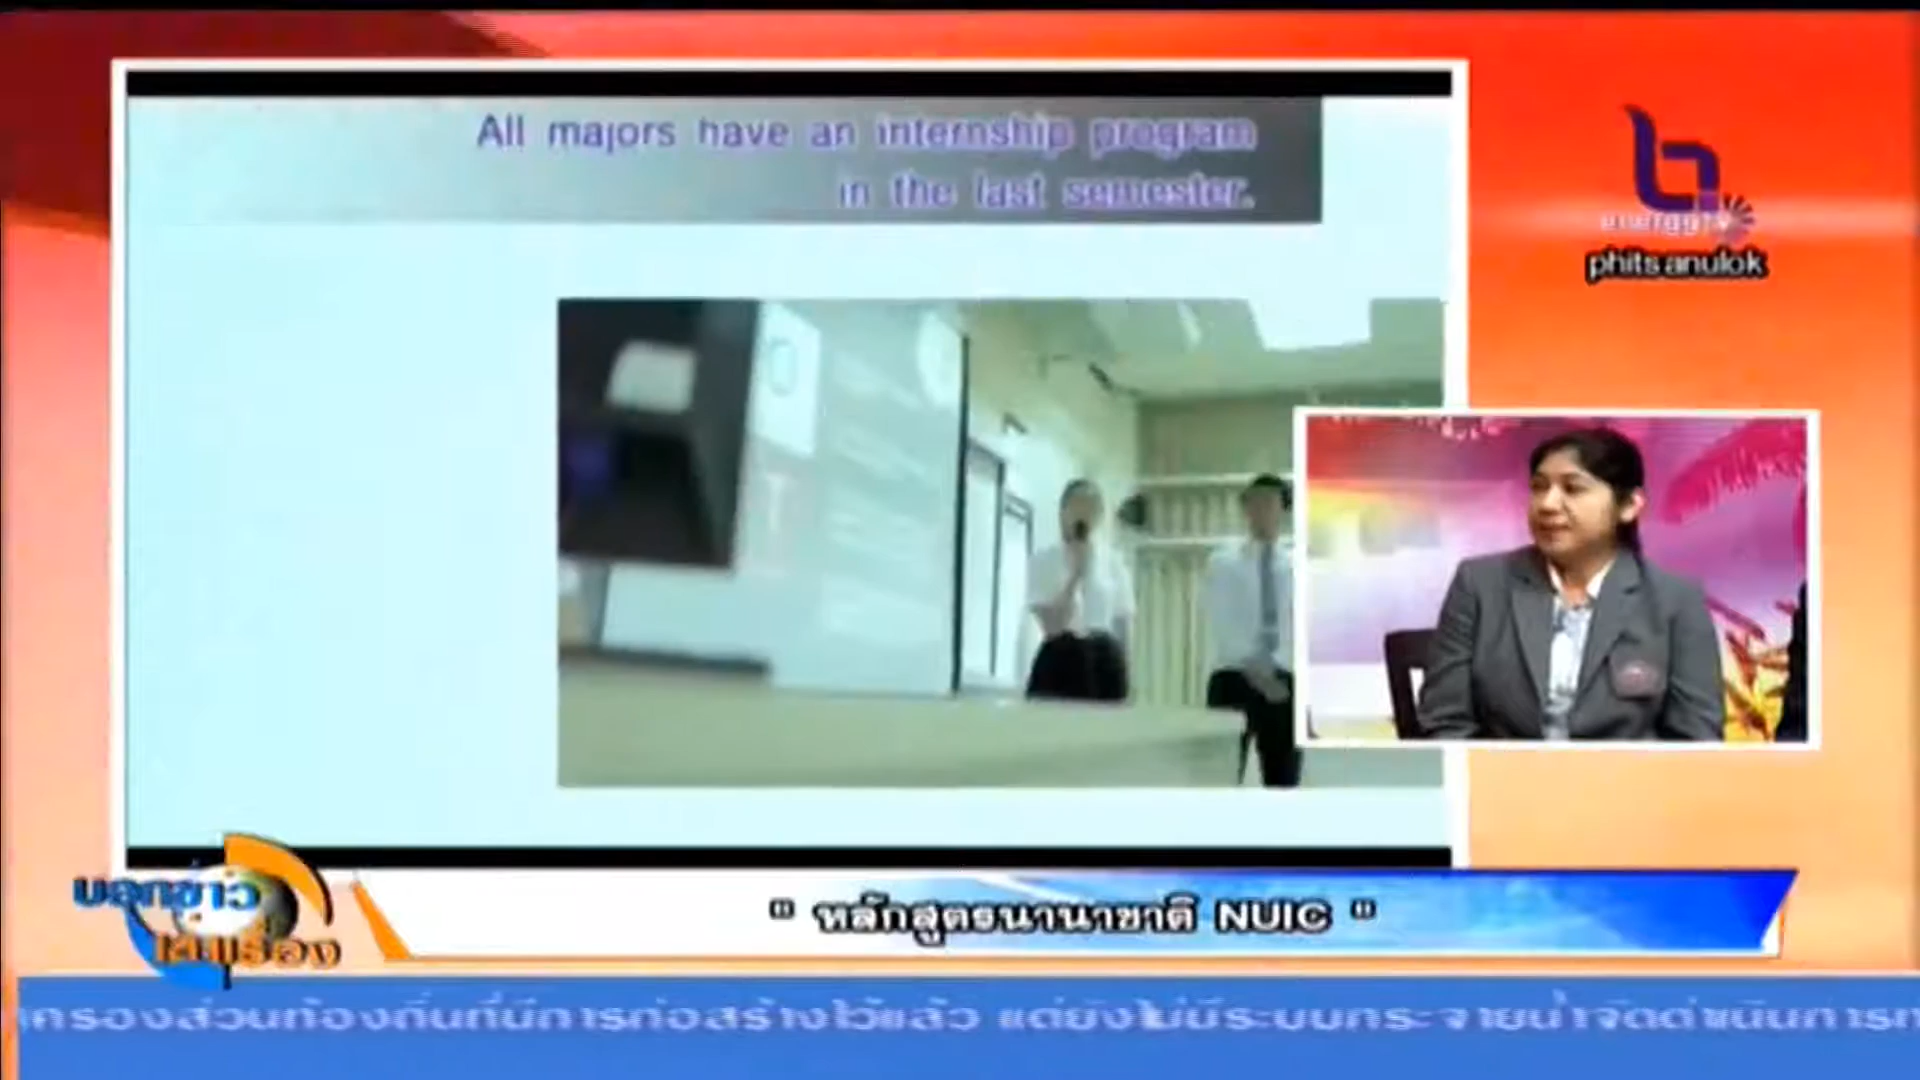 All majors have an internship program
in the last semester.
energy TV
phitsanulok
บอกข่าว
เล่าเรื่อง
" หลักสูตรนานาชาติ NUIC "
ครองส่วนท้องถิ่นที่มีการก่อสร้างไว้แล้ว แต่ยังไม่มีระบบกระจายน้ำจัดดำเนินการ